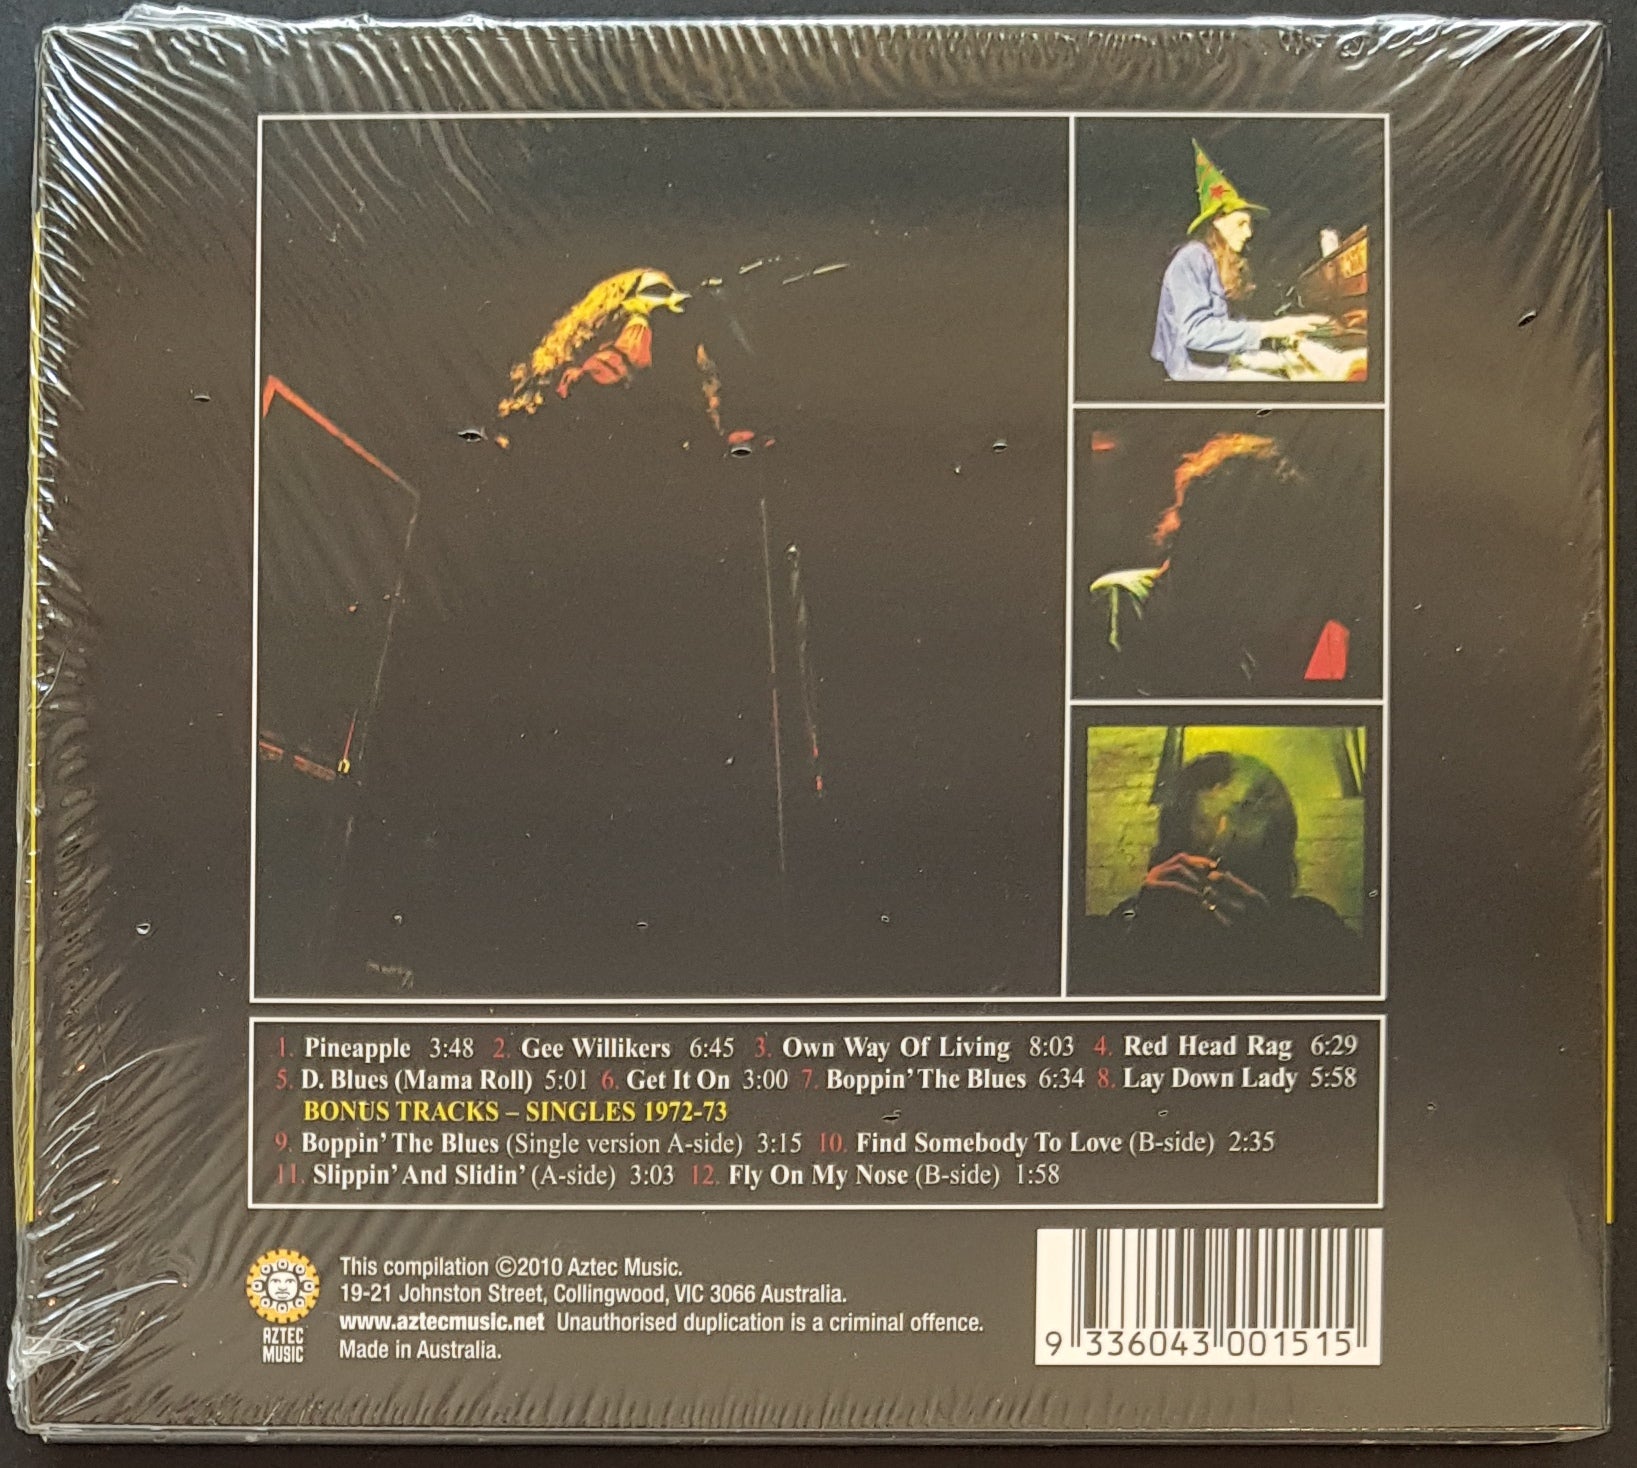 1. Pineapple 3:48 2. Gee Willikers 6:45 3. Own Way Of Living 8:03 4. Red Head Rag 6:29
5. D. Blues (Mama Roll) 5:01 6. Get It On 3:00 7. Boppin' The Blues 6:34 8. Lay Down Lady 5:58
BONUS TRACKS – SINGLES 1972-73
9. Boppin' The Blues (Single version A-side) 3:15 10. Find Somebody To Love (B-side) 2:35
11. Slippin' And Slidin' (A-side) 3:03 12. Fly On My Nose (B-side) 1:58
This compilation ©2010 Aztec Music.
19-21 Johnston Street, Collingwood, VIC 3066 Australia.
www.aztecmusic.net Unauthorised duplication is a criminal offence.
Made in Australia.
AZTEC
MUSIC
9 336043 001515